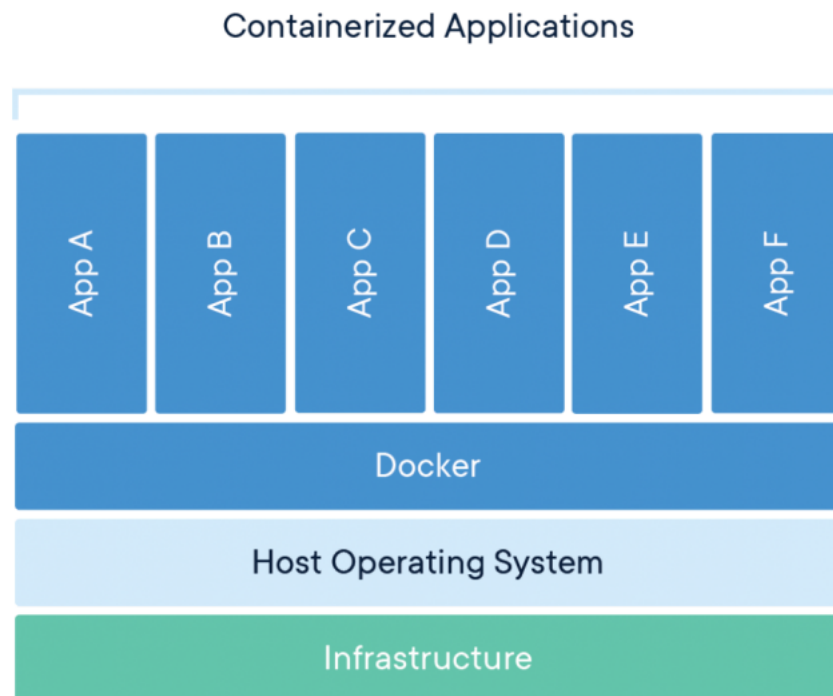 Containerized Applications
App A
App B
App C
App D
App E
App F
Docker
Host Operating System
Infrastructure